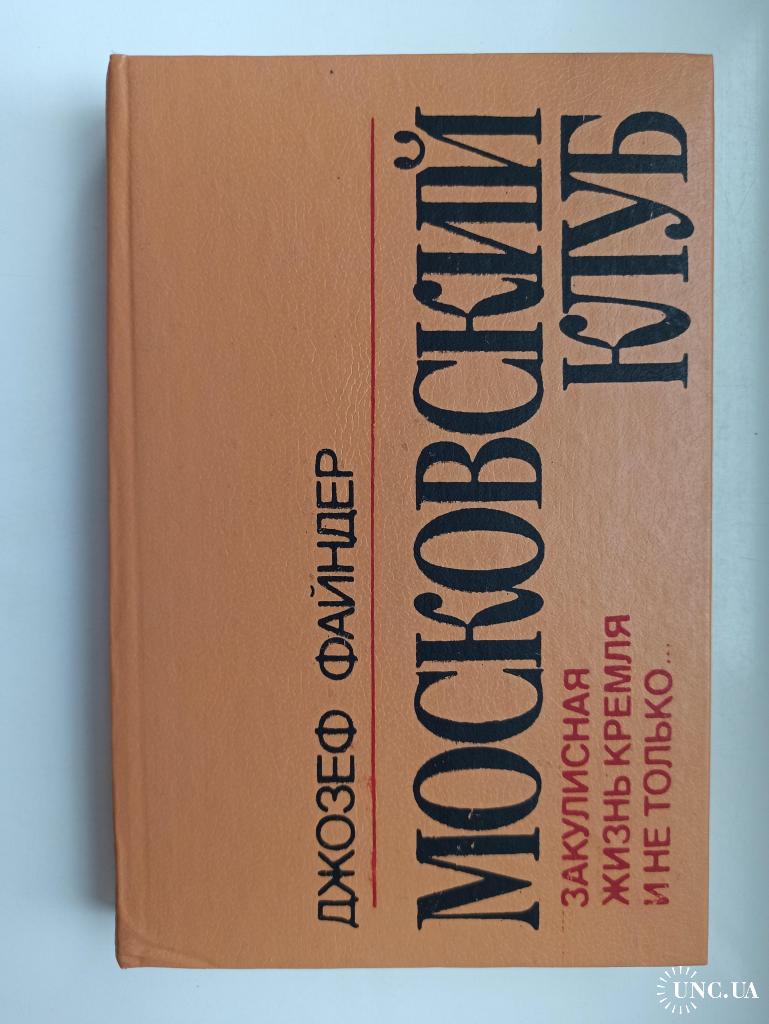 ДЖОЗЕФ ФАЙНДЕР
МОСКОВСКИЙ
КЛУБ
ЗАКУЛИСНАЯ
ЖИЗНЬ КРЕМЛЯ
И НЕ ТОЛЬКО...
UNC.UA